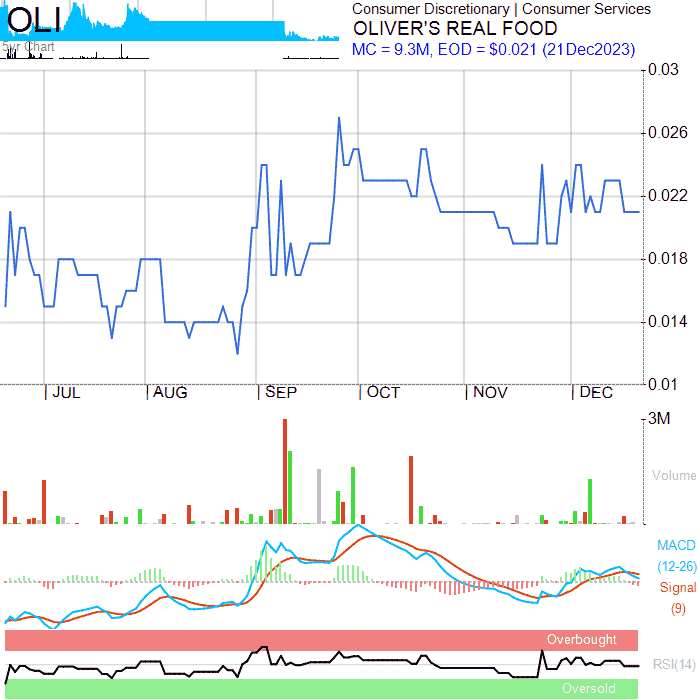 OLI
5yr Chart
Consumer Discretionary | Consumer Services
OLIVER'S REAL FOOD
MC = 9.3M, EOD = $0.021 (21Dec2023)
0.03
0.026
0.022
0.018
0.014
0.01
JUL AUG SEP OCT NOV DEC
3M
Volume
MACD
(12-26)
Signal
(9)
Overbought
RSI(14)
Oversold